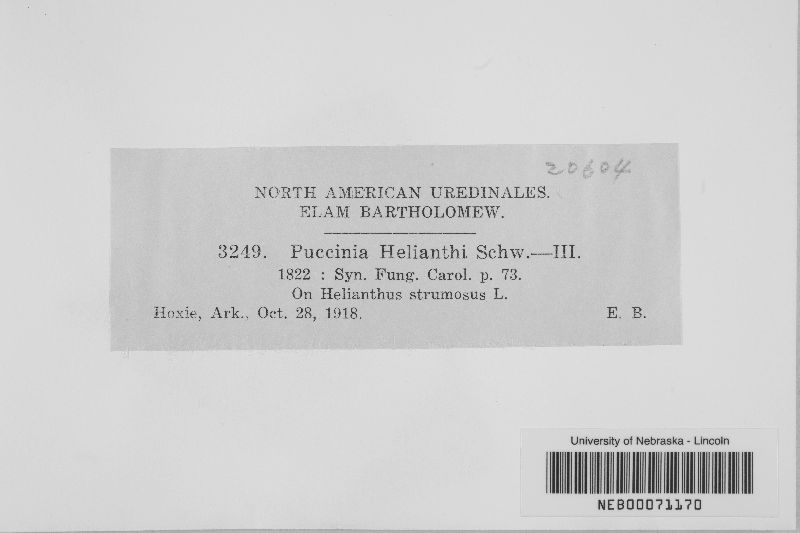 20604
NORTH AMERICAN UREDINALES.
ELAM BARTHOLOMEW.
3249. Puccinia Helianthi Schw.—III.
1822 : Syn. Fung. Carol. p. 73.
On Helianthus strumosus L.
Hoxie, Ark., Oct. 28, 1918. E. B.
University of Nebraska - Lincoln
NEB00071170